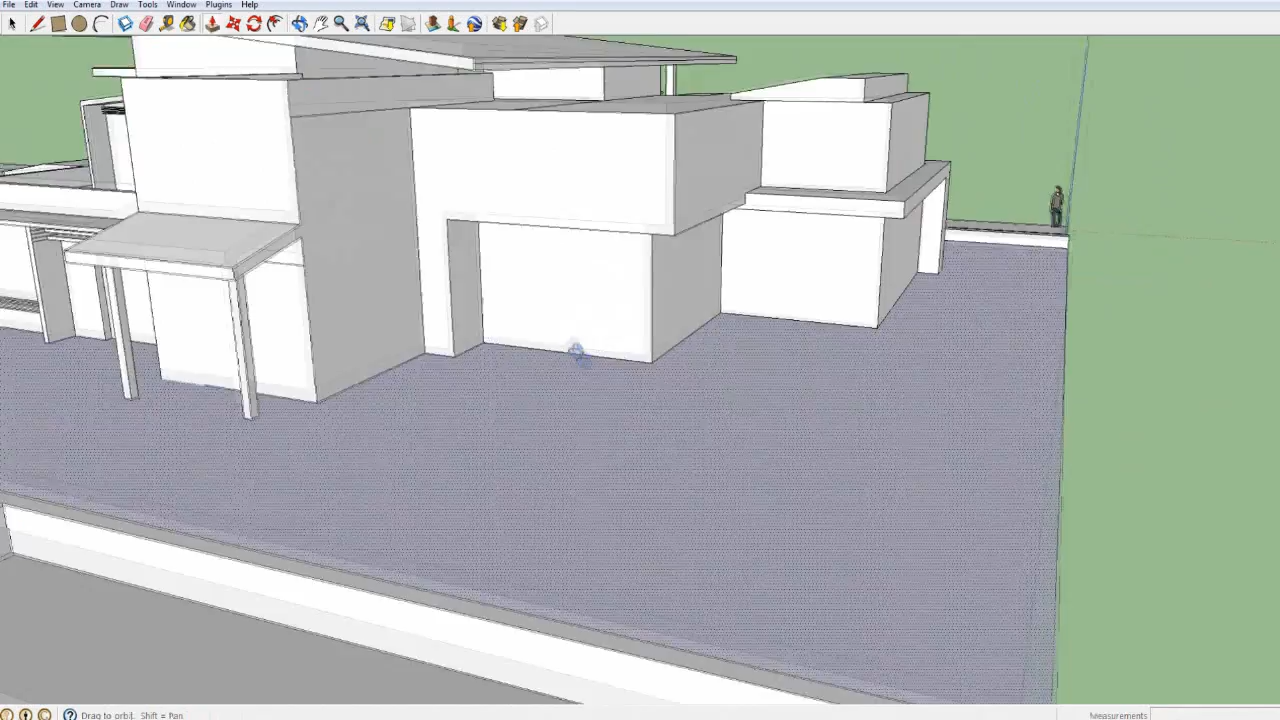 File Edit View Camera Draw Tools Window Plugins Help
Drag to orbit. Shift = Pan
Measurements